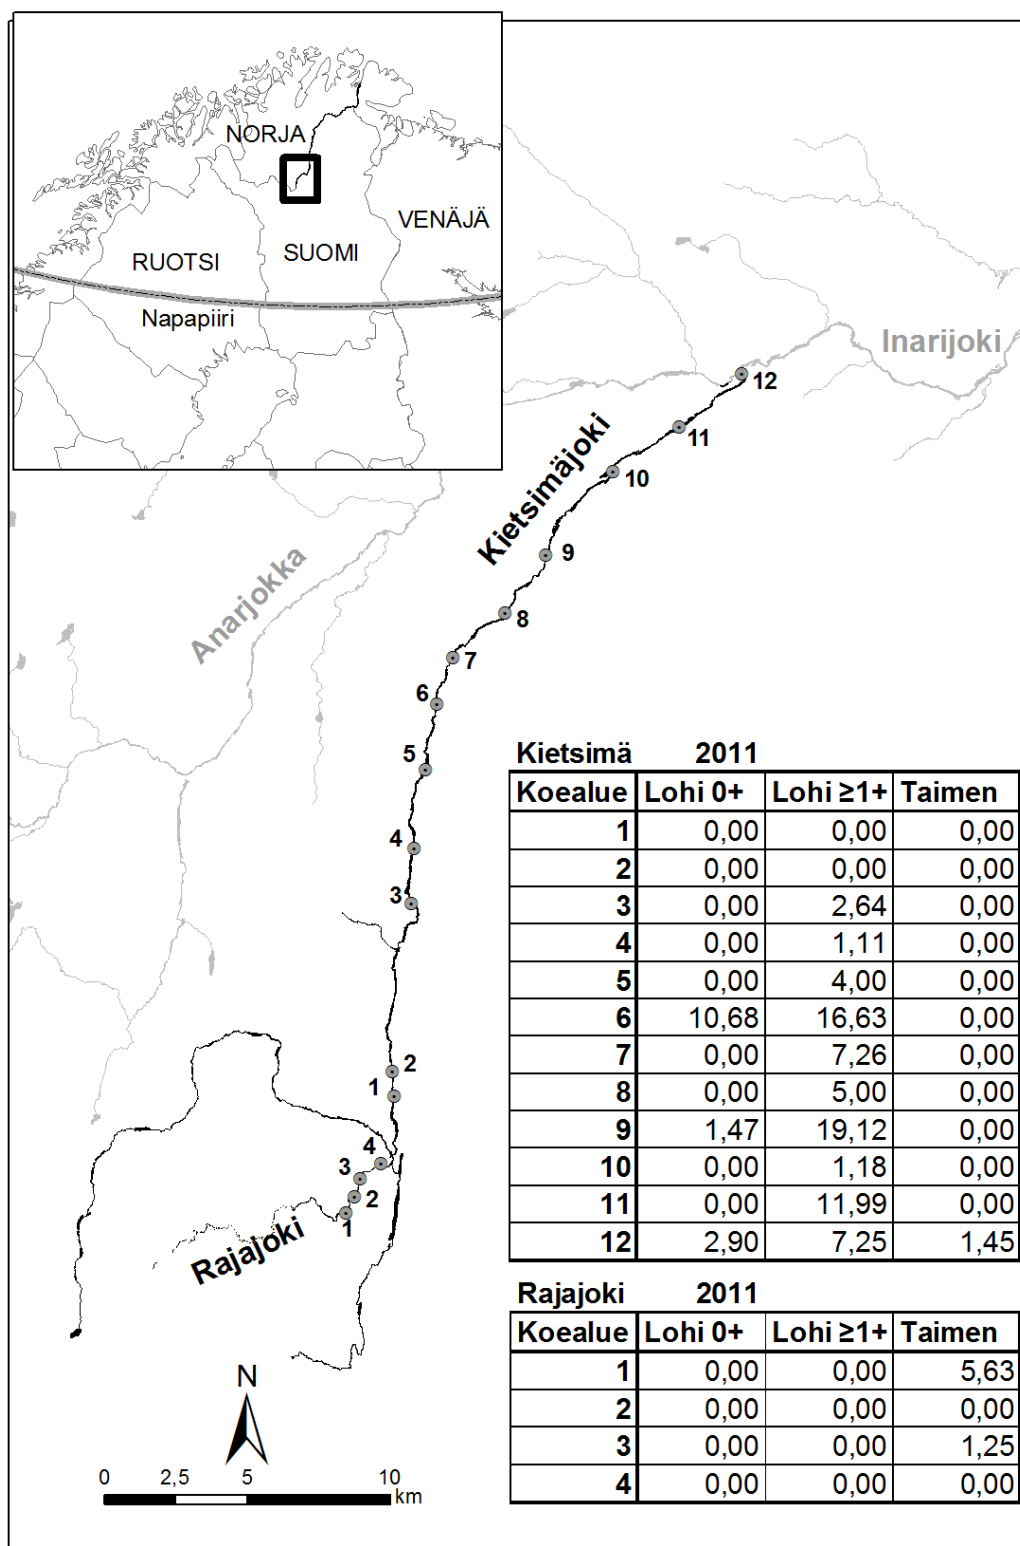 NORJA
VENÄJÄ
RUOTSI
SUOMI
Napapiiri
Inarijoki
12
11
10
Kietsimäjoki
9
8
Anarjokka
7
6
5
4
3
2
1
4
3
2
1
Rajajoki
Kietsimä 2011
Koealue Lohi 0+ Lohi ≥1+ Taimen
1 0,00 0,00 0,00
2 0,00 0,00 0,00
3 0,00 2,64 0,00
4 0,00 1,11 0,00
5 0,00 4,00 0,00
6 10,68 16,63 0,00
7 0,00 7,26 0,00
8 0,00 5,00 0,00
9 1,47 19,12 0,00
10 0,00 1,18 0,00
11 0,00 11,99 0,00
12 2,90 7,25 1,45
Rajajoki 2011
Koealue Lohi 0+ Lohi ≥1+ Taimen
1 0,00 0,00 5,63
2 0,00 0,00 0,00
3 0,00 0,00 1,25
4 0,00 0,00 0,00
N
0 2,5 5 10
km